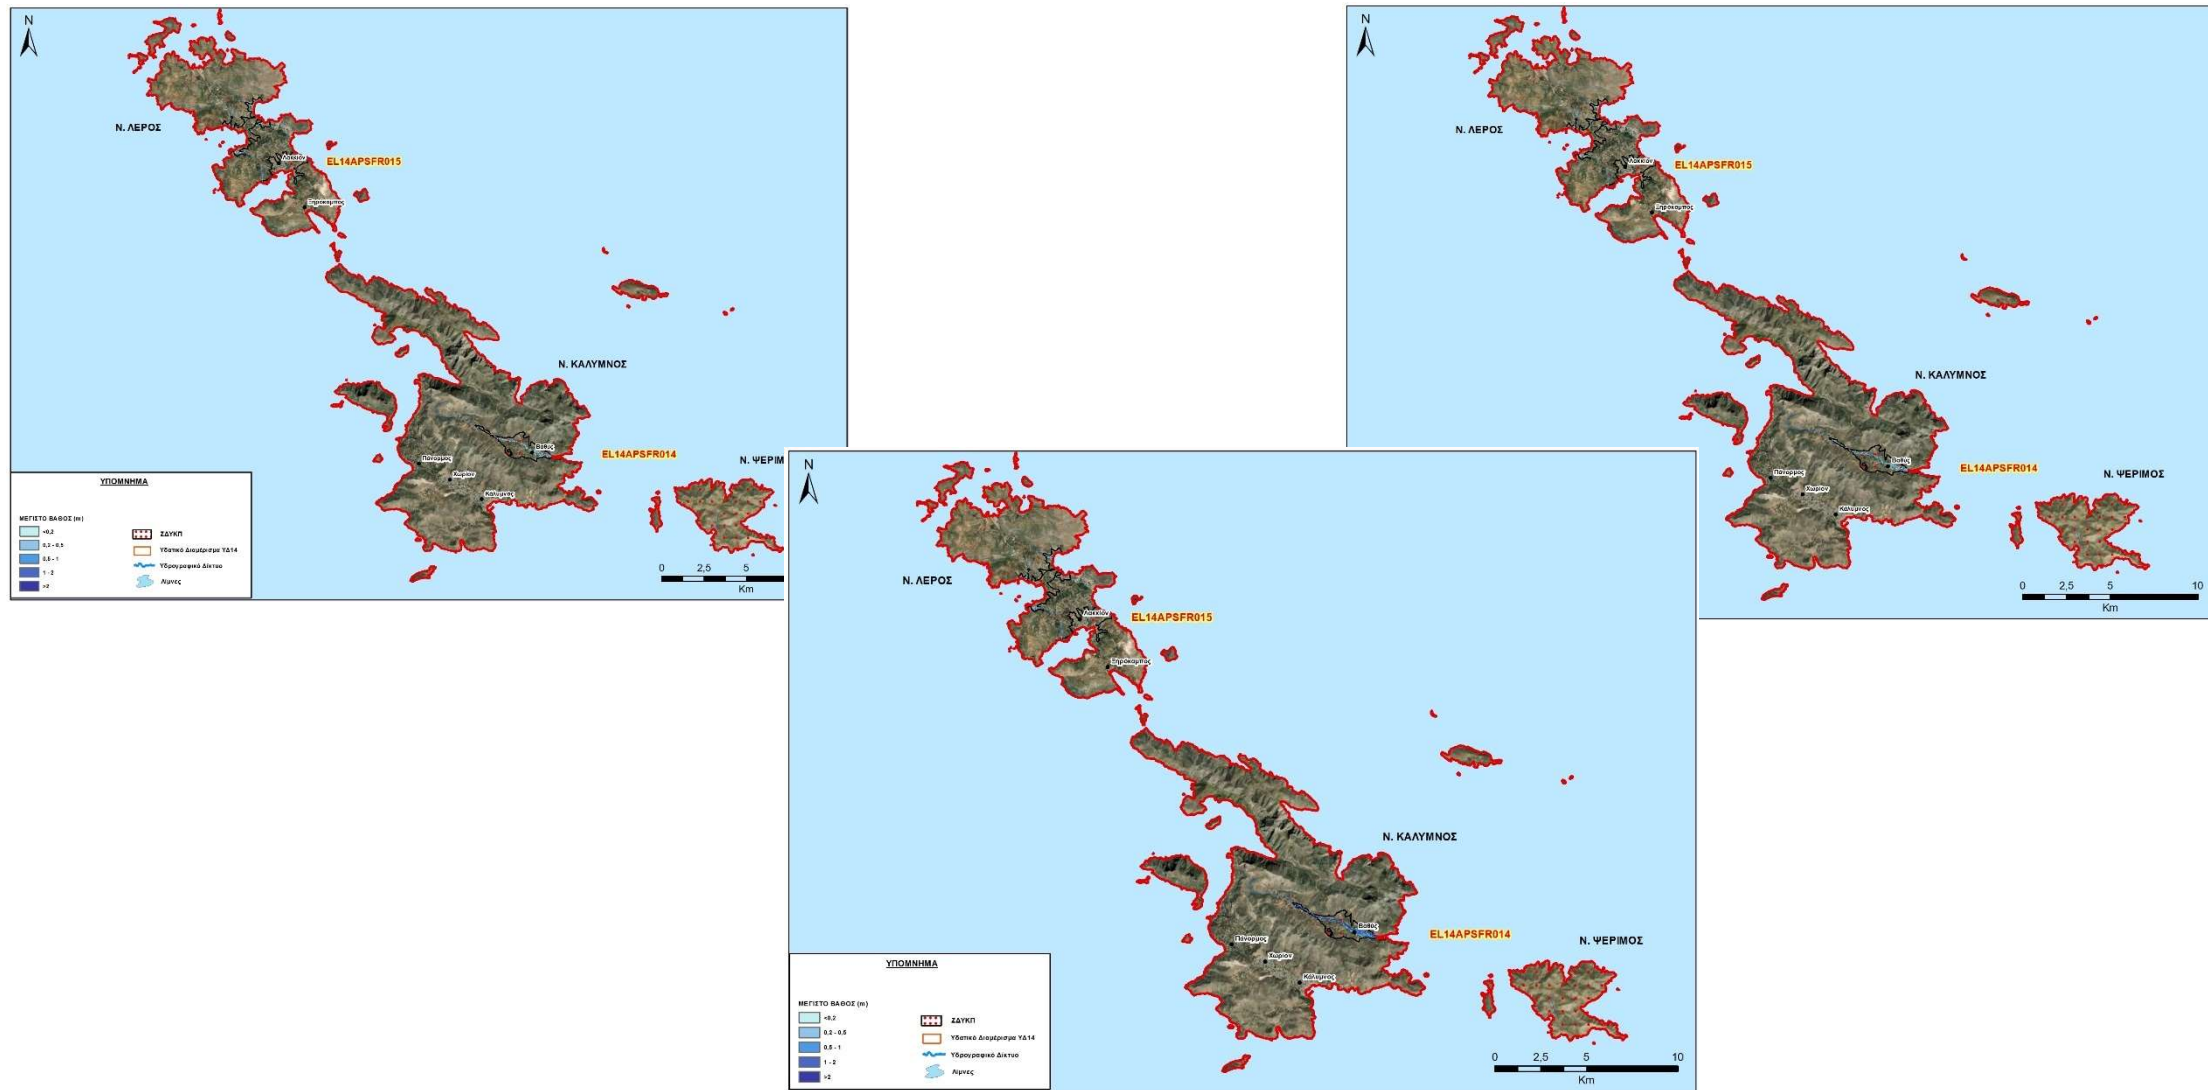 N
Ν. ΛΕΡΟΣ
Λακκίον
EL14APSFR015
Ξηρόκαμπος
Ν. ΚΑΛΥΜΝΟΣ
Βαθύς
EL14APSFR014
Πάνορμος
Χωρίον
Κάλυμνος
Ν. ΨΕΡΙΜ
0 2,5 5
Km
ΥΠΟΜΝΗΜΑ
ΜΕΓΙΣΤΟ ΒΑΘΟΣ (m)
<0,2
0,2 - 0,5
0,5 - 1
1 - 2
>2
ΖΔΥΚΠ
Υδατικό Διαμέρισμα ΥΔ14
Υδρογραφικό Δίκτυο
Λίμνες
N
Ν. ΛΕΡΟΣ
Λακκίον
EL14APSFR015
Ξηρόκαμπος
Ν. ΚΑΛΥΜΝΟΣ
Βαθύς
EL14APSFR014
Πάνορμος
Χωρίον
Κάλυμνος
Ν. ΨΕΡΙΜΟΣ
0 2,5 5 10
Km
N
Ν. ΛΕΡΟΣ
Λακκίον
EL14APSFR015
Ξηρόκαμπος
Ν. ΚΑΛΥΜΝΟΣ
Βαθύς
EL14APSFR014
Πάνορμος
Χωρίον
Κάλυμνος
Ν. ΨΕΡΙΜΟΣ
0 2,5 5 10
Km
ΥΠΟΜΝΗΜΑ
ΜΕΓΙΣΤΟ ΒΑΘΟΣ (m)
<0,2
0,2 - 0,5
0,5 - 1
1 - 2
>2
ΖΔΥΚΠ
Υδατικό Διαμέρισμα ΥΔ14
Υδρογραφικό Δίκτυο
Λίμνες